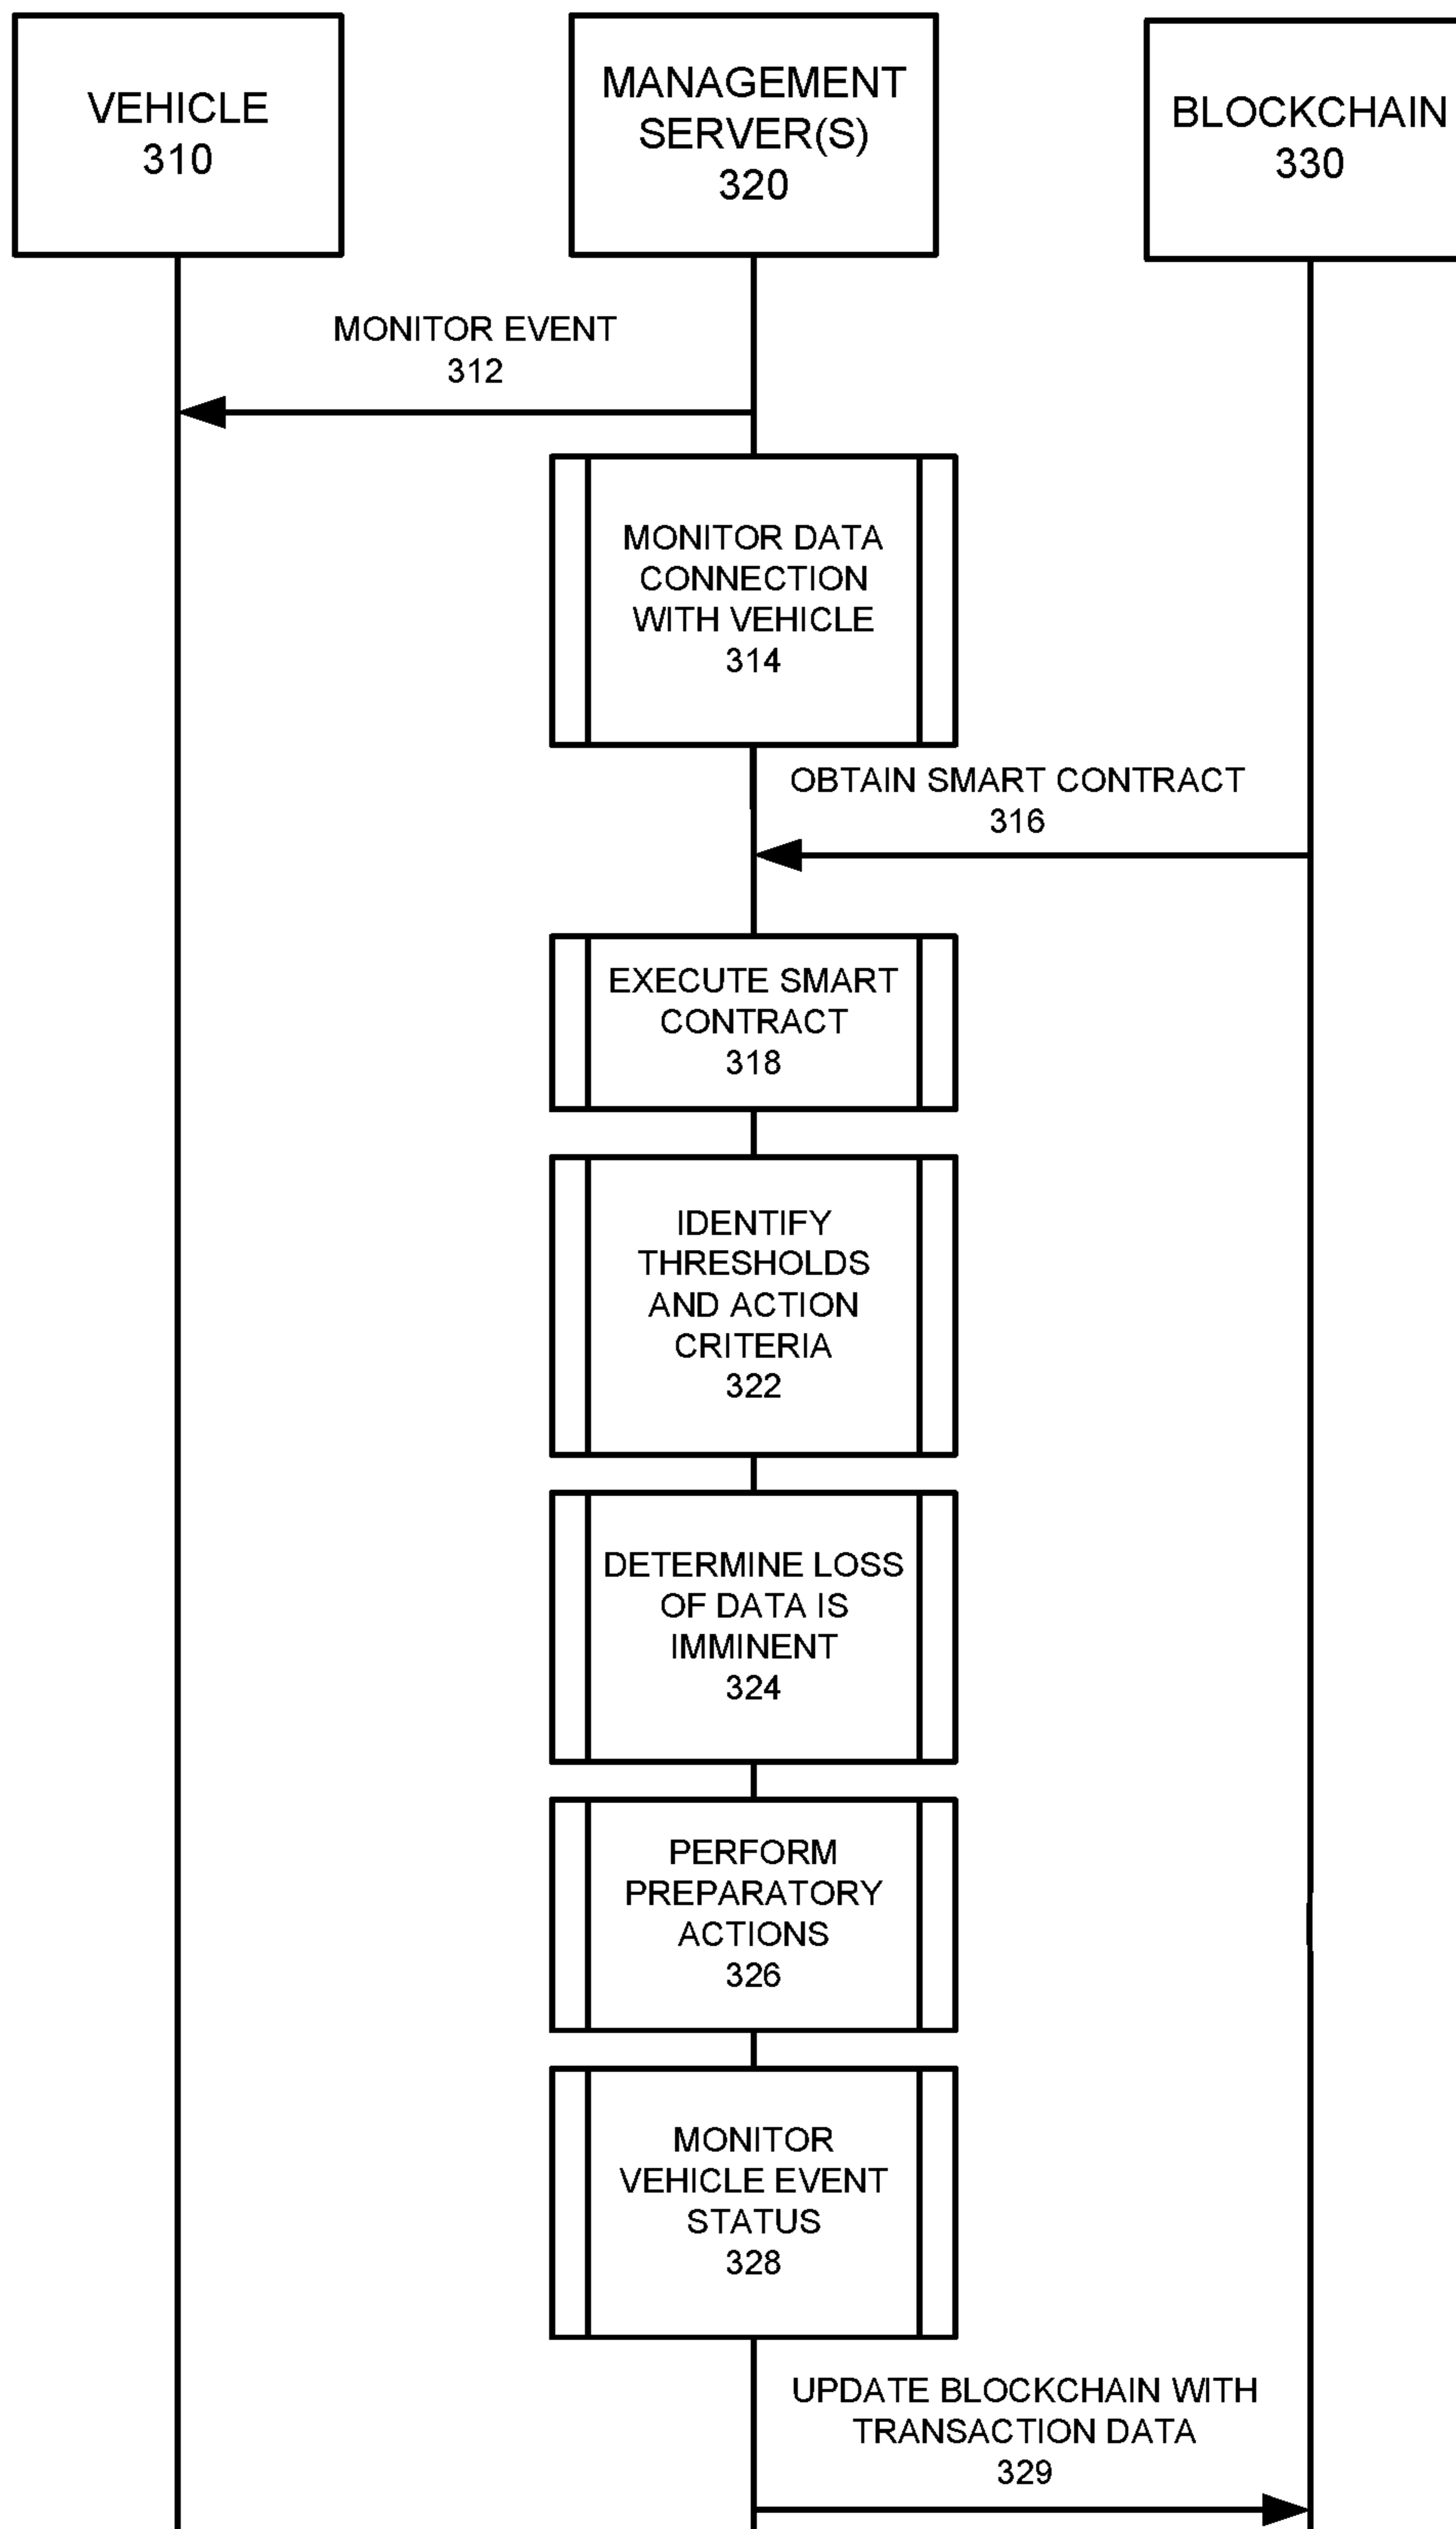 VEHICLE
310
MANAGEMENT
SERVER(S)
320
BLOCKCHAIN
330
MONITOR EVENT
312
MONITOR DATA
CONNECTION
WITH VEHICLE
314
OBTAIN SMART CONTRACT
316
EXECUTE SMART
CONTRACT
318
IDENTIFY
THRESHOLDS
AND ACTION
CRITERIA
322
DETERMINE LOSS
OF DATA IS
IMMINENT
324
PERFORM
PREPARATORY
ACTIONS
326
MONITOR
VEHICLE EVENT
STATUS
328
UPDATE BLOCKCHAIN WITH
TRANSACTION DATA
329